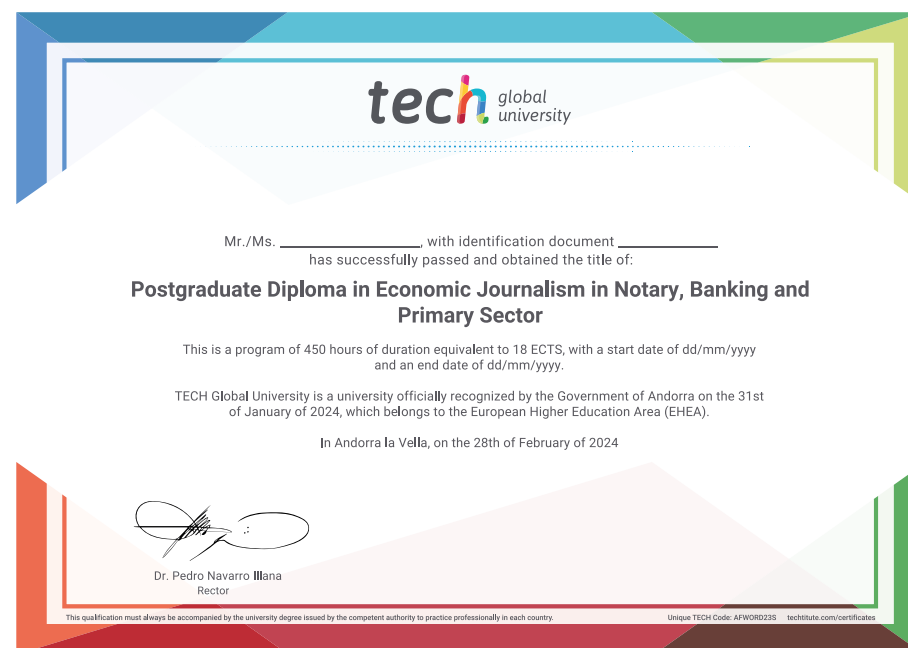 tech global university
Mr./Ms. ____________________, with identification document ______________
has successfully passed and obtained the title of:
Postgraduate Diploma in Economic Journalism in Notary, Banking and
Primary Sector
This is a program of 450 hours of duration equivalent to 18 ECTS, with a start date of dd/mm/yyyy
and an end date of dd/mm/yyyy.
TECH Global University is a university officially recognized by the Government of Andorra on the 31st
of January of 2024, which belongs to the European Higher Education Area (EHEA).
In Andorra la Vella, on the 28th of February of 2024
Dr. Pedro Navarro Illana
Rector
This qualification must always be accompanied by the university degree issued by the competent authority to practice professionally in each country.
Unique TECH Code: AFWORD23S techtitute.com/certificates